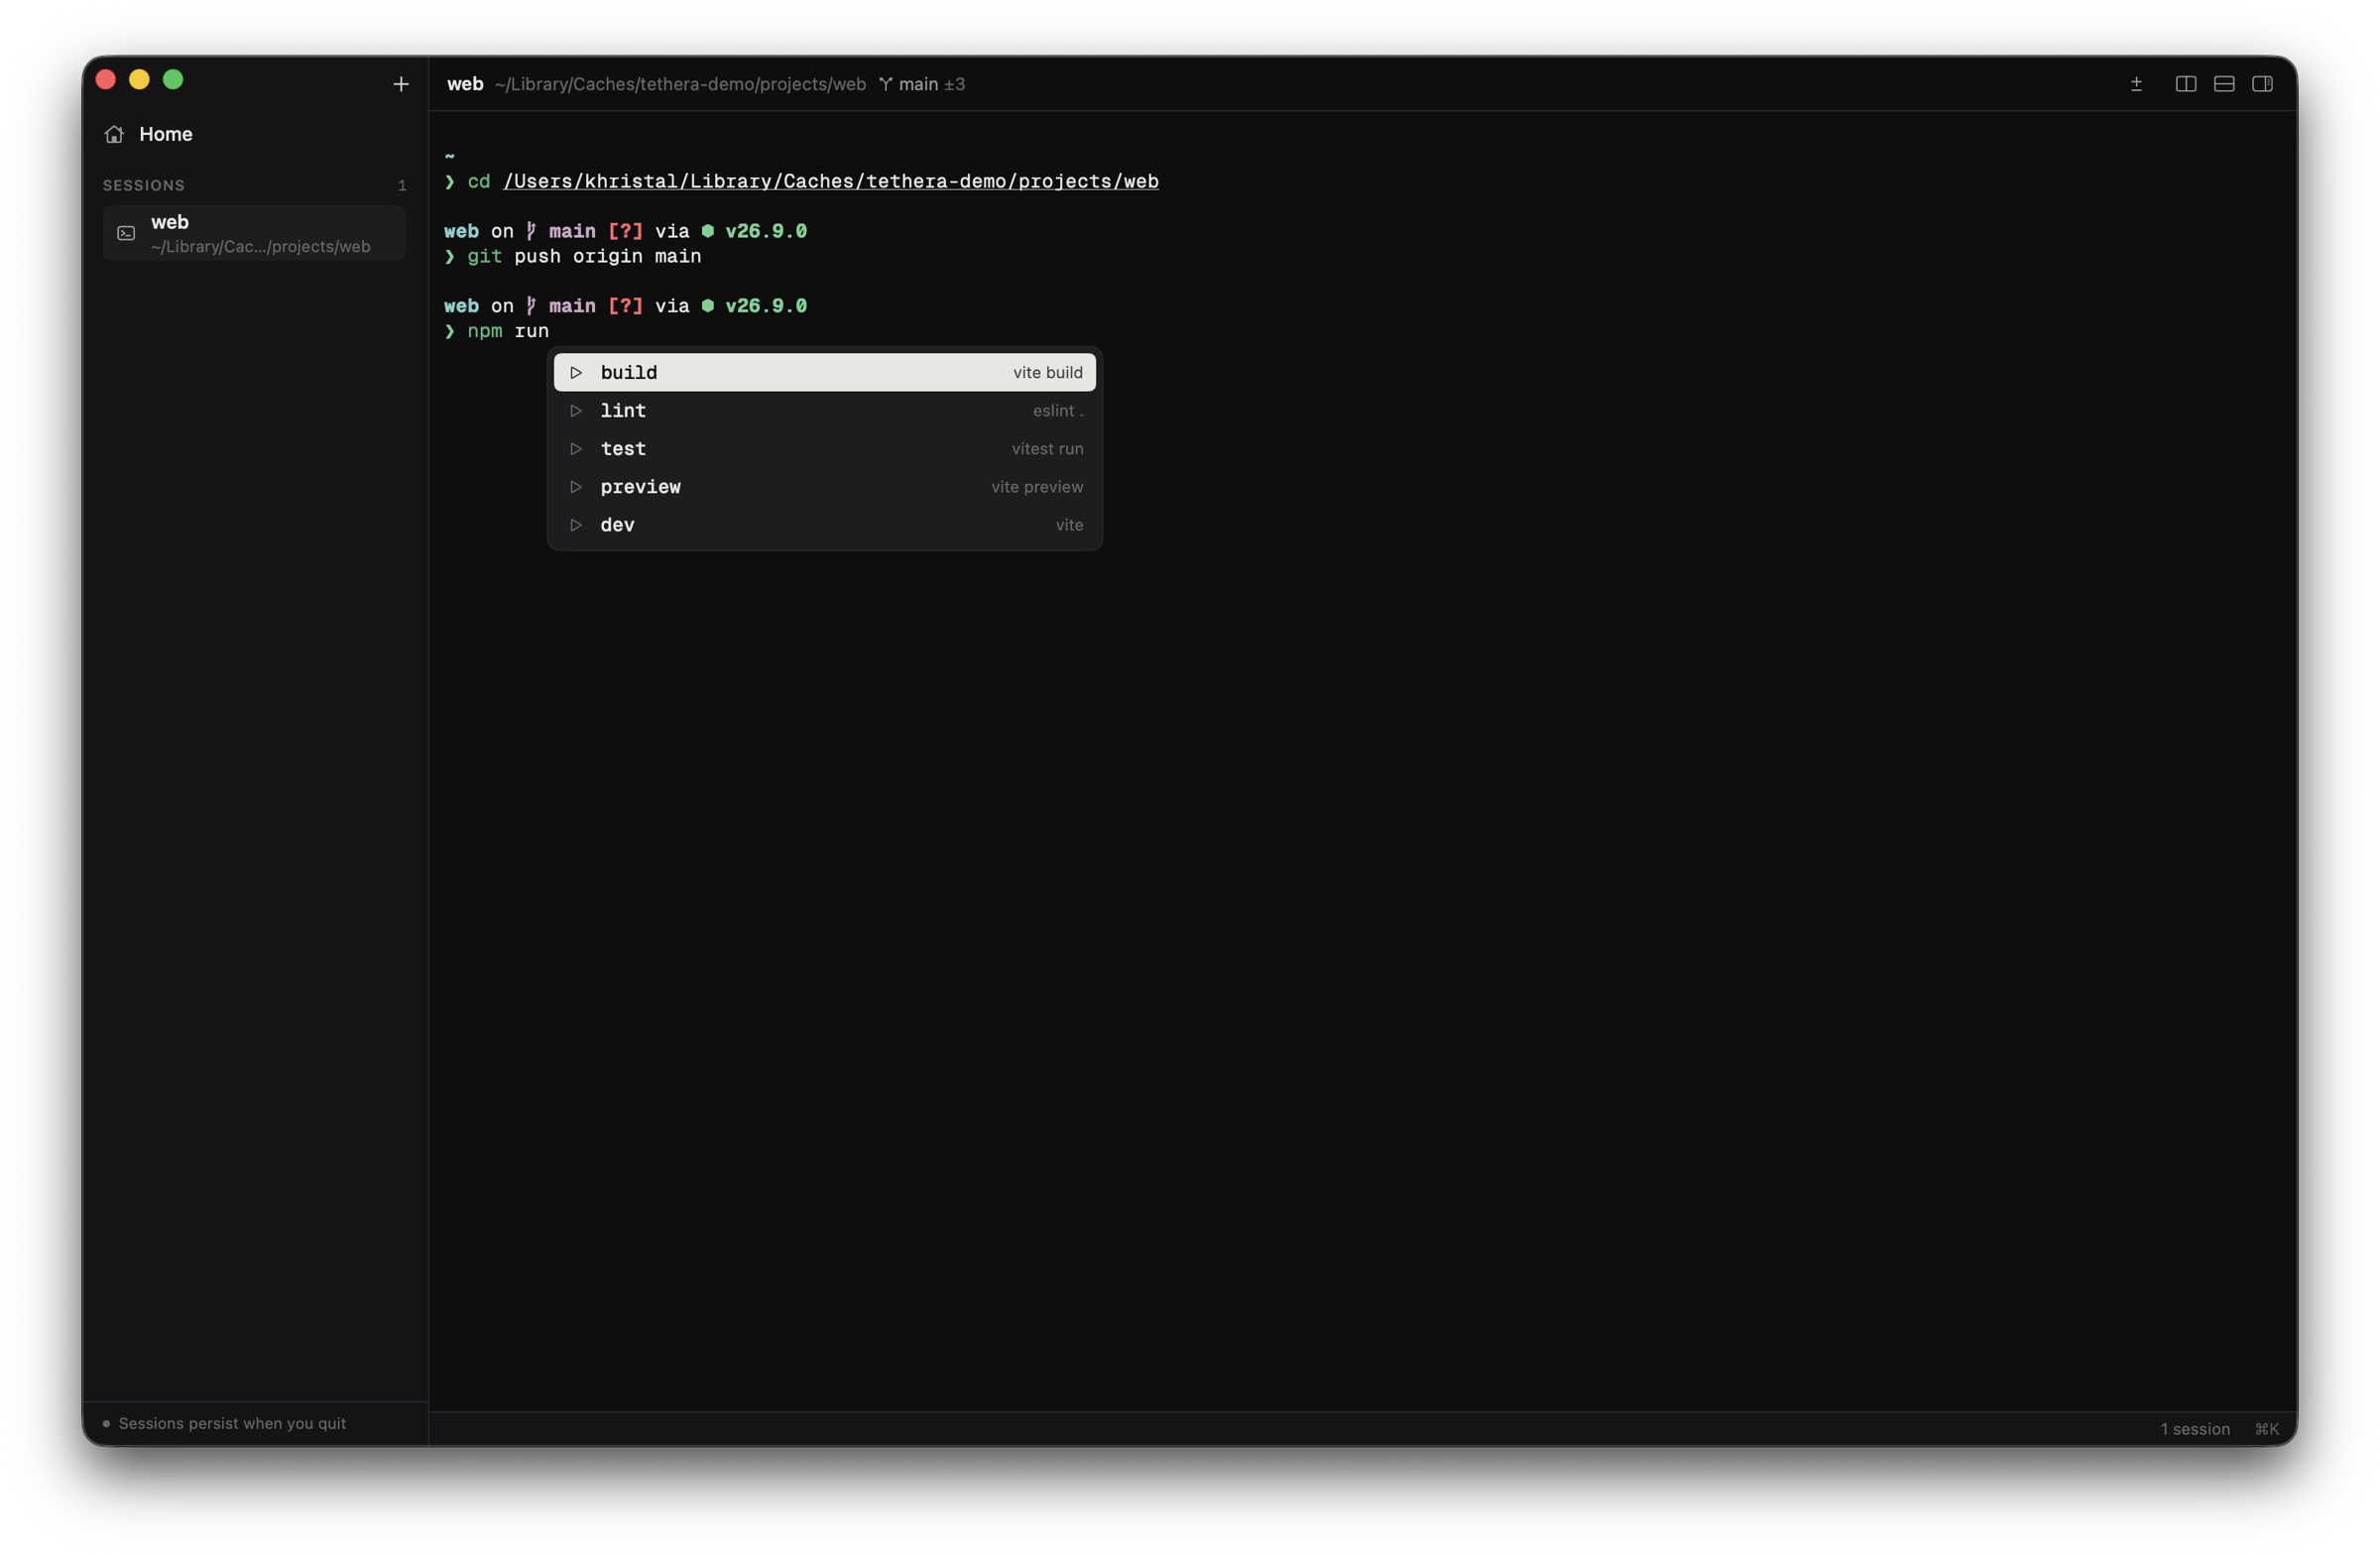 web ~/Library/Caches/tethera-demo/projects/web main ±3
Home
SESSIONS 1
web
~/Library/Cac.../projects/web
~
❯ cd /Users/khristal/Library/Caches/tethera-demo/projects/web
web on main [?] via ⬢ v26.9.0
❯ git push origin main
web on main [?] via ⬢ v26.9.0
❯ npm run
build vite build
lint eslint .
test vitest run
preview vite preview
dev vite
Sessions persist when you quit
1 session ⌘K